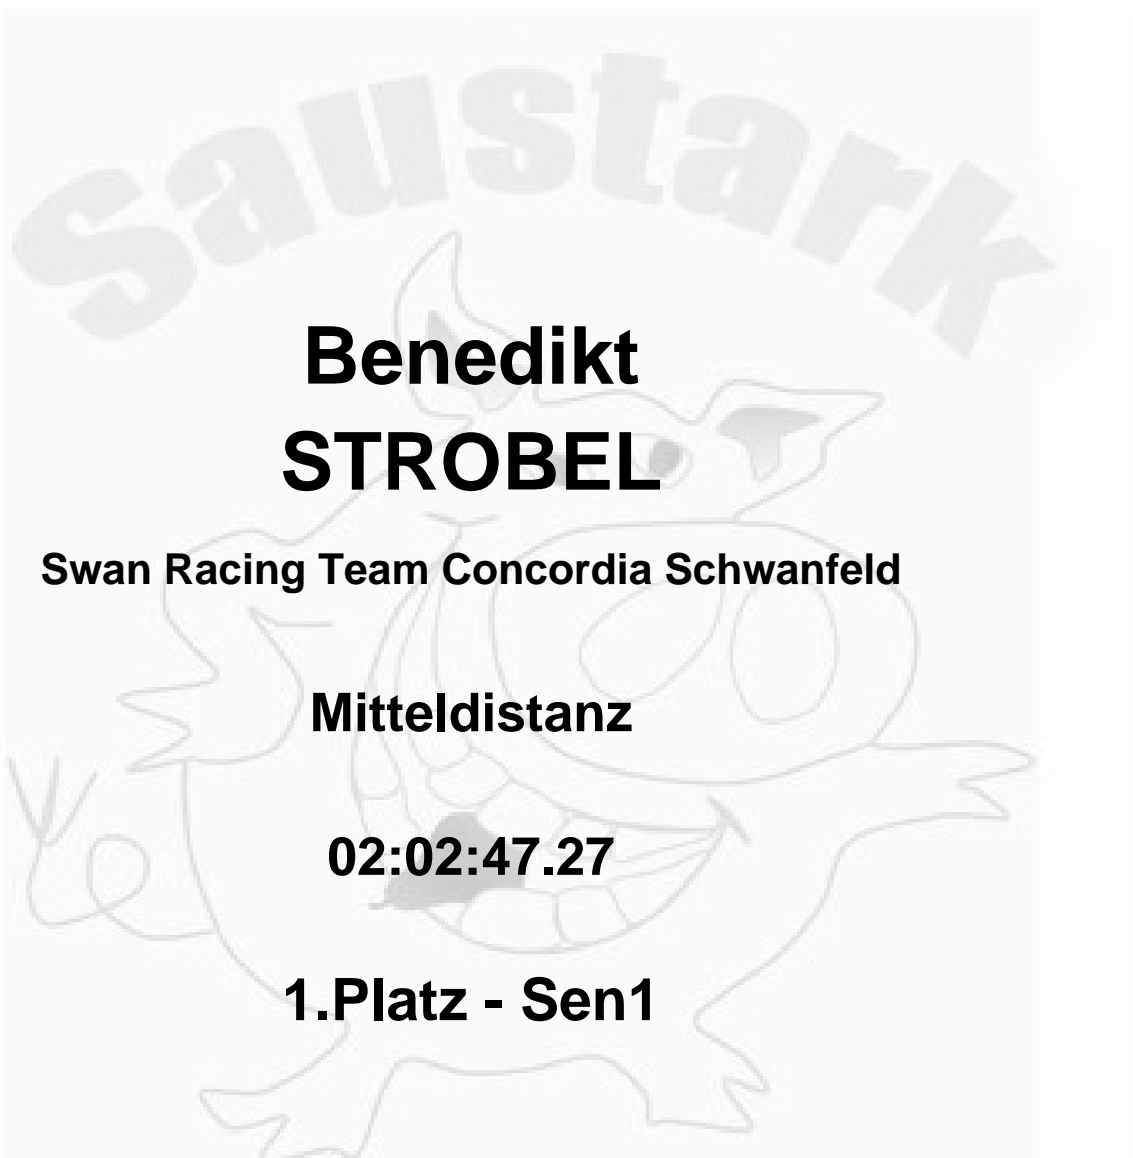 Saustark
Benedikt
STROBEL
Swan Racing Team Concordia Schwanfeld
Mitteldistanz
02:02:47.27
1.Platz - Sen1